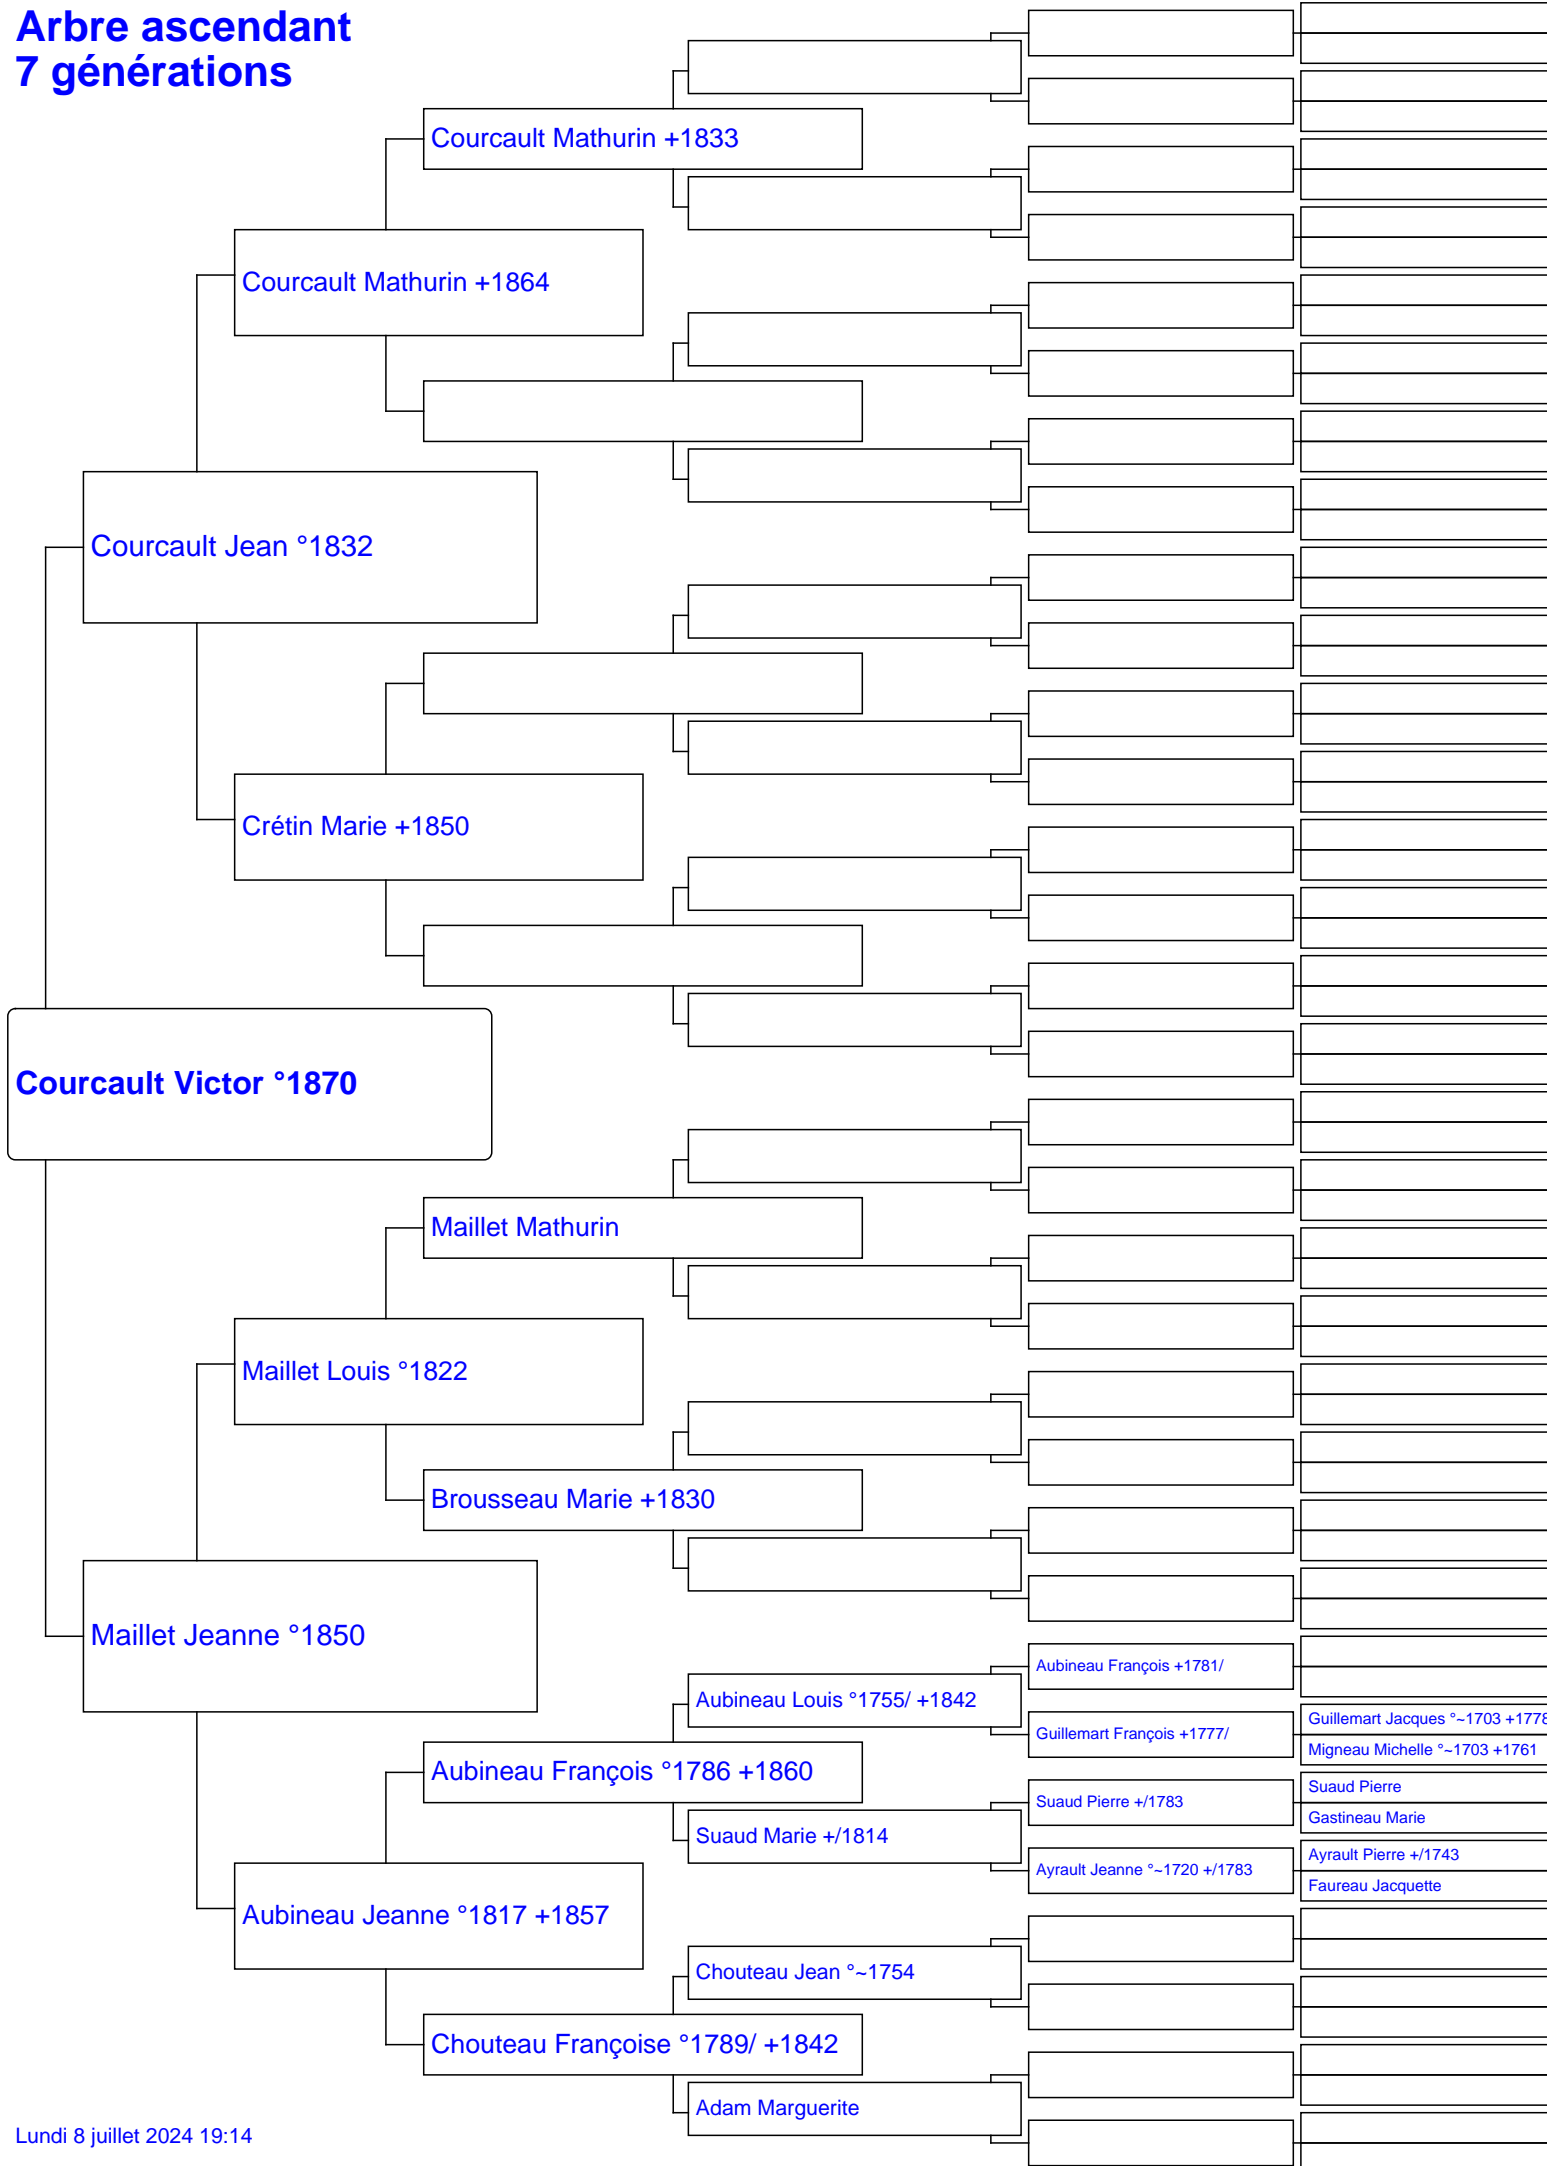 Arbre ascendant
7 générations
Courcault Mathurin +1833
Courcault Mathurin +1864
Courcault Jean °1832
Crétin Marie +1850
Courcault Victor °1870
Maillet Mathurin
Maillet Louis °1822
Brousseau Marie +1830
Maillet Jeanne °1850
Aubineau François +1781/
Aubineau Louis °1755/ +1842
Guillemart François +1777/
Guillemart Jacques °~1703 +1778
Migneau Michelle °~1703 +1761
Aubineau François °1786 +1860
Suaud Pierre +/1783
Suaud Pierre
Gastineau Marie
Suaud Marie +/1814
Ayrault Jeanne °~1720 +/1783
Ayrault Pierre +/1743
Faureau Jacquette
Aubineau Jeanne °1817 +1857
Chouteau Jean °~1754
Chouteau Françoise °1789/ +1842
Adam Marguerite
Lundi 8 juillet 2024 19:14